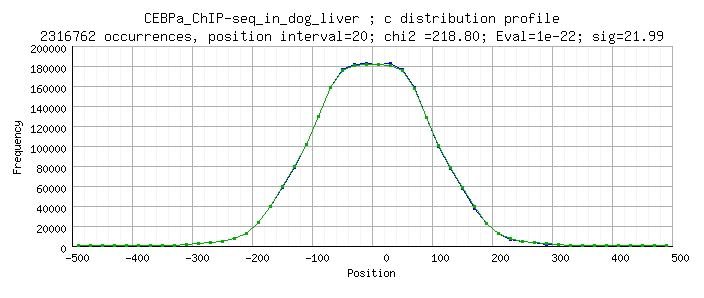 CEBPa_ChIP-seq_in_dog_liver ; c distribution profile
2316762 occurrences, position interval=20; chi2 =218.80; Eval=1e-22; sig=21.99
200000
180000
160000
140000
120000
100000
80000
60000
40000
20000
0
Frequency
-500 -400 -300 -200 -100 0 100 200 300 400 500
Position